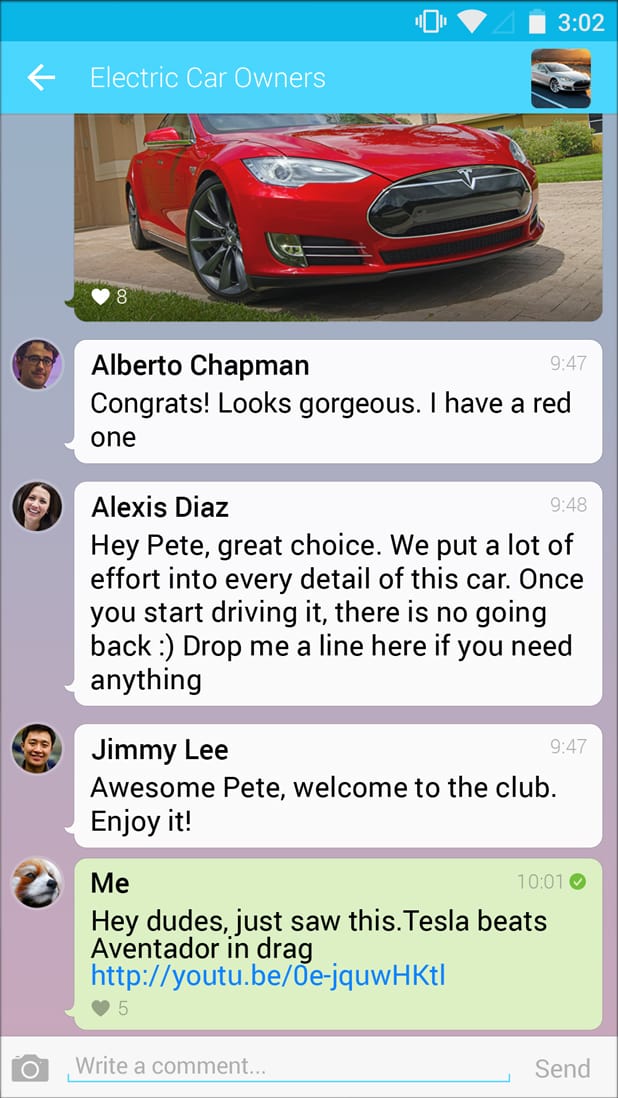 3:02
Electric Car Owners
8
Alberto Chapman 9:47
Congrats! Looks gorgeous. I have a red
one
Alexis Diaz 9:48
Hey Pete, great choice. We put a lot of
effort into every detail of this car. Once
you start driving it, there is no going
back :) Drop me a line here if you need
anything
Jimmy Lee 9:47
Awesome Pete, welcome to the club.
Enjoy it!
Me 10:01
Hey dudes, just saw this.Tesla beats
Aventador in drag
http://youtu.be/0e-jquwHKtl
5
Write a comment... Send